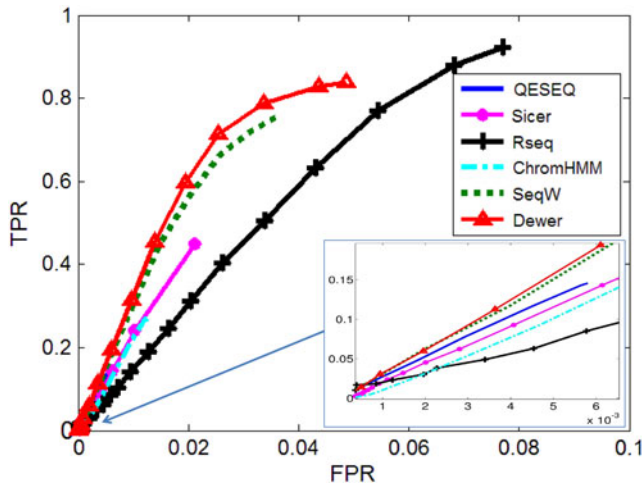 1
0.8
0.6
0.4
0.2
0
TPR
QESEQ
Sicer
Rseq
ChromHMM
SeqW
Dewer
0.15
0.1
0.05
0
1 2 3 4 5 6
× 10⁻³
0 0.02 0.04 0.06 0.08 0.1
FPR